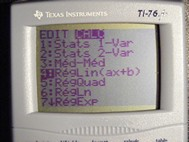 TEXAS INSTRUMENTS TI-76
EDIT CALC
1:Stats 1-Var
2:Stats 2-Var
3:Méd-Méd
4:RégLin(ax+b)
5:RégQuad
6:RégLn
7↓RégExp